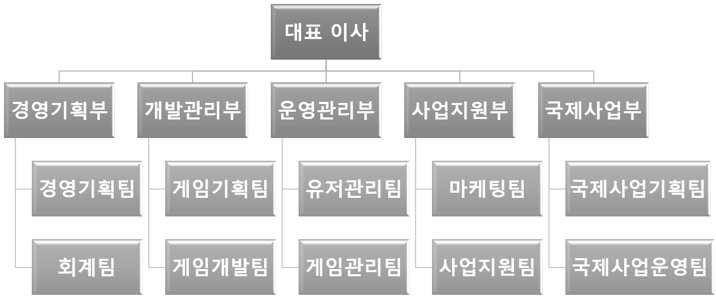 대표 이사
경영기획부
개발관리부
운영관리부
사업지원부
국제사업부
경영기획팀
게임기획팀
유저관리팀
마케팅팀
국제사업기획팀
회계팀
게임개발팀
게임관리팀
사업지원팀
국제사업운영팀